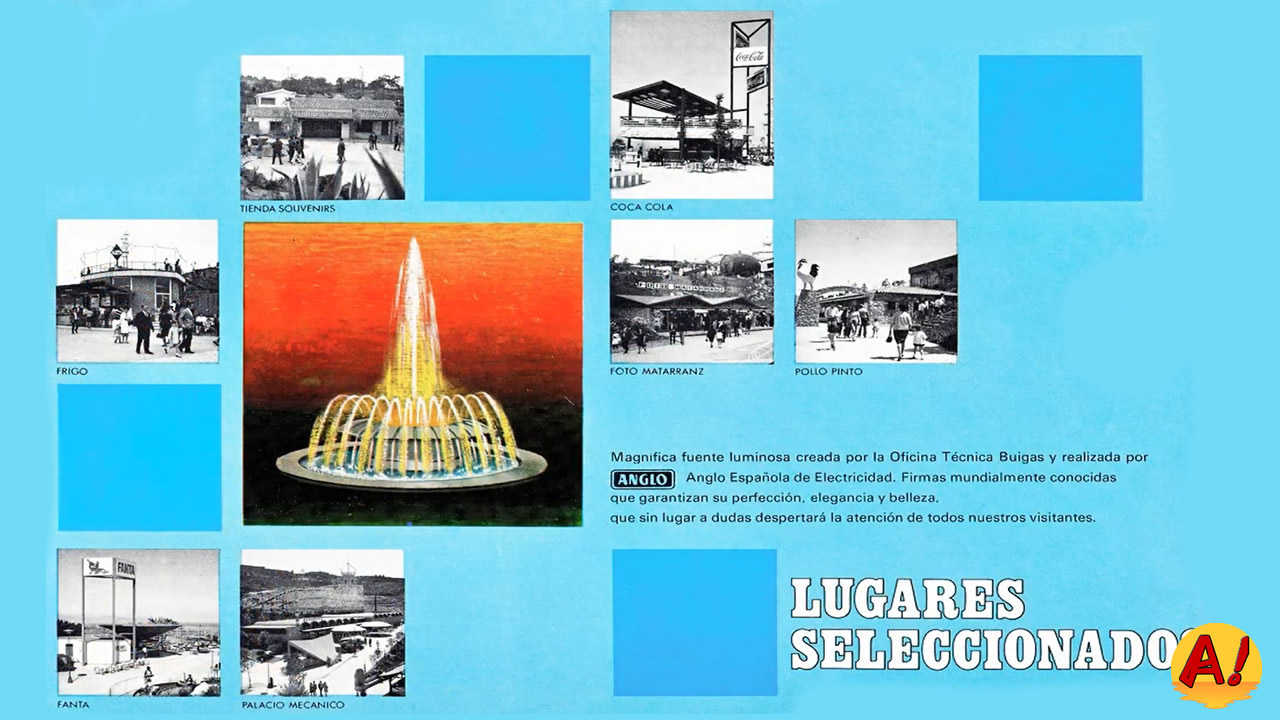 Coca-Cola
TIENDA SOUVENIRS
COCA COLA
FOTO MATARRANZ
FRIGO
FOTO MATARRANZ
POLLO PINTO
Magnifica fuente luminosa creada por la Oficina Técnica Buigas y realizada por
ANGLO Anglo Española de Electricidad. Firmas mundialmente conocidas
que garantizan su perfección, elegancia y belleza,
que sin lugar a dudas despertará la atención de todos nuestros visitantes.
FANTA
FANTA
PALACIO MECANICO
LUGARES
SELECCIONADOS
A!